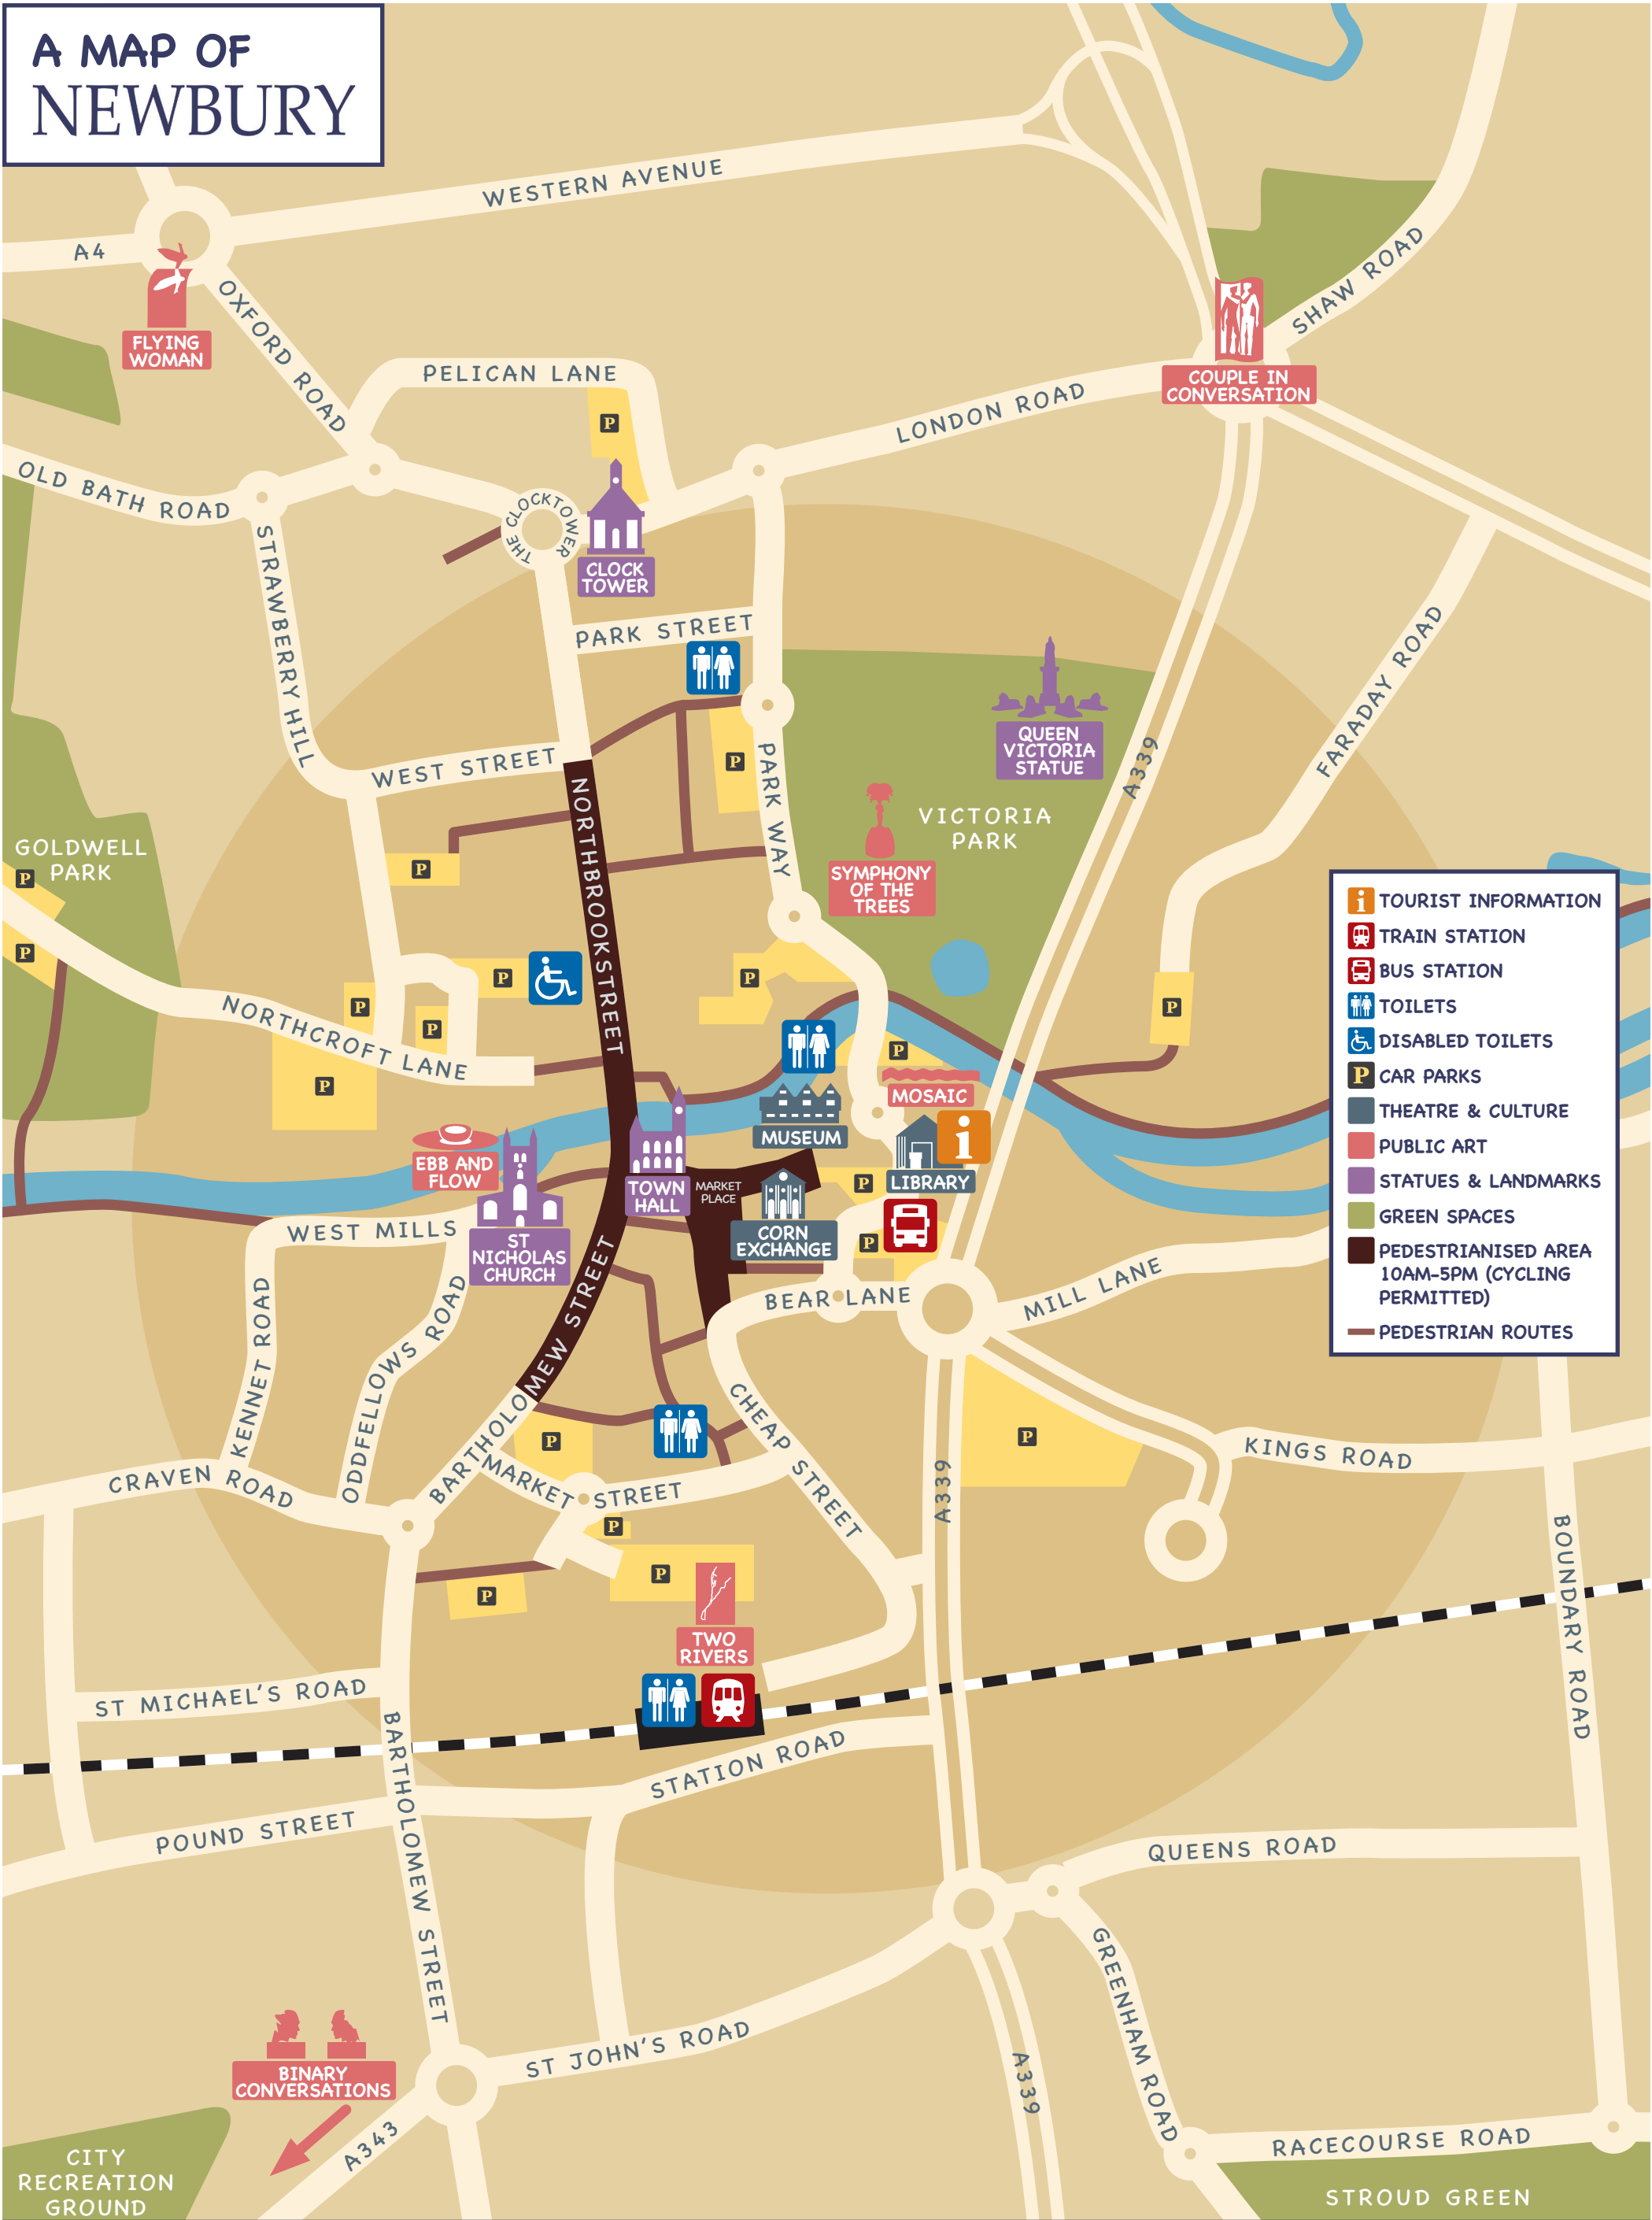 A MAP OF
NEWBURY
WESTERN AVENUE
A4
FLYING
WOMAN
OXFORD ROAD
PELICAN LANE
P
SHAW ROAD
COUPLE IN
CONVERSATION
LONDON ROAD
OLD BATH ROAD
THE CLOCKTOWER
CLOCK
TOWER
STRAWBERRY HILL
PARK STREET
WEST STREET
QUEEN
VICTORIA
STATUE
A339
FARADAY ROAD
P
PARK WAY
NORTHBROOKSTREET
VICTORIA
PARK
SYMPHONY
OF THE
TREES
GOLDWELL
PARK
P
P
P
P
P
P
P
P
P
P
P
NORTHCROFT LANE
MOSAIC
MUSEUM
i
LIBRARY
EBB AND
FLOW
TOWN
HALL
MARKET
PLACE
P
CORN
EXCHANGE
P
ST
NICHOLAS
CHURCH
WEST MILLS
KENNET ROAD
ODDFELLOWS ROAD
BARTHOLOMEW STREET
BEAR LANE
MILL LANE
i TOURIST INFORMATION
TRAIN STATION
BUS STATION
TOILETS
DISABLED TOILETS
P CAR PARKS
THEATRE & CULTURE
PUBLIC ART
STATUES & LANDMARKS
GREEN SPACES
PEDESTRIANISED AREA
10AM-5PM (CYCLING
PERMITTED)
PEDESTRIAN ROUTES
CHEAP STREET
P
P
KINGS ROAD
CRAVEN ROAD
MARKET STREET
A339
P
P
P
TWO
RIVERS
BOUNDARY ROAD
ST MICHAEL'S ROAD
BARTHOLOMEW STREET
STATION ROAD
POUND STREET
QUEENS ROAD
GREENHAM ROAD
ST JOHN'S ROAD
A339
BINARY
CONVERSATIONS
A343
CITY
RECREATION
GROUND
RACECOURSE ROAD
STROUD GREEN